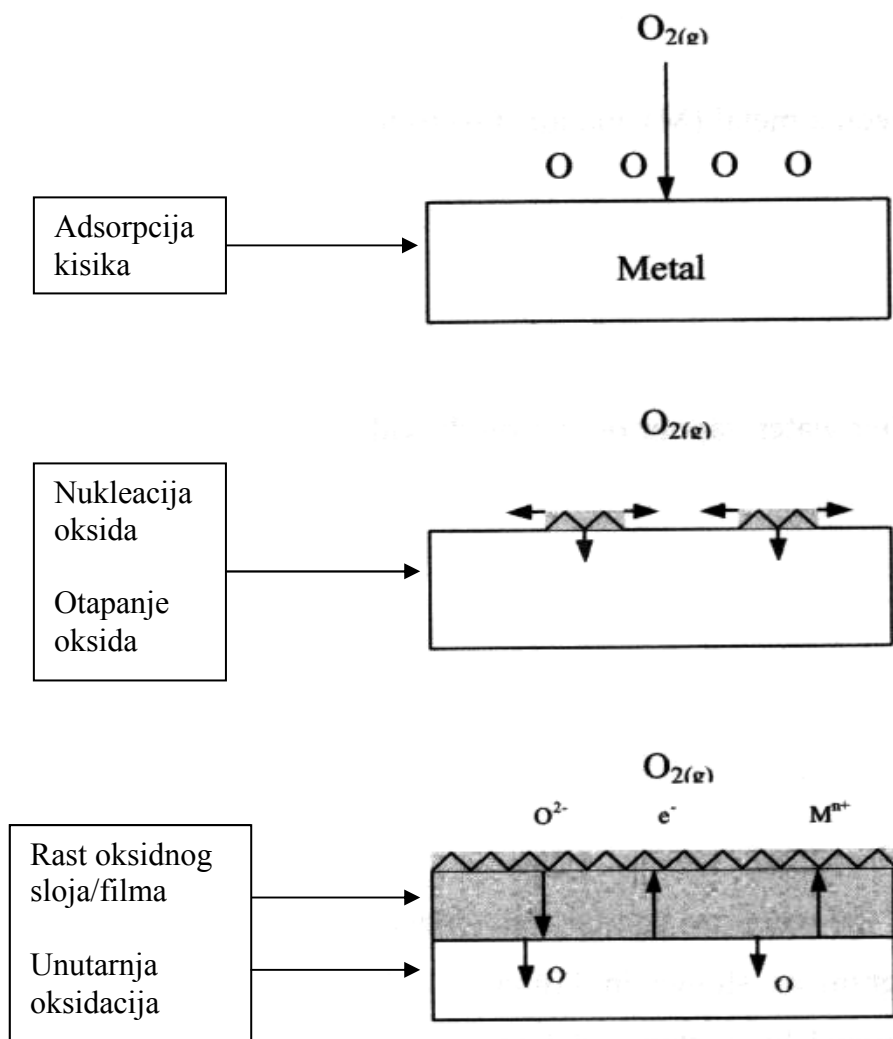 O2(g)
O O O O
Adsorpcija
kisika
Metal
O2(g)
Nukleacija
oksida
Otapanje
oksida
O2(g)
O2- e- Mn+
Rast oksidnog
sloja/filma
Unutarnja
oksidacija
O O